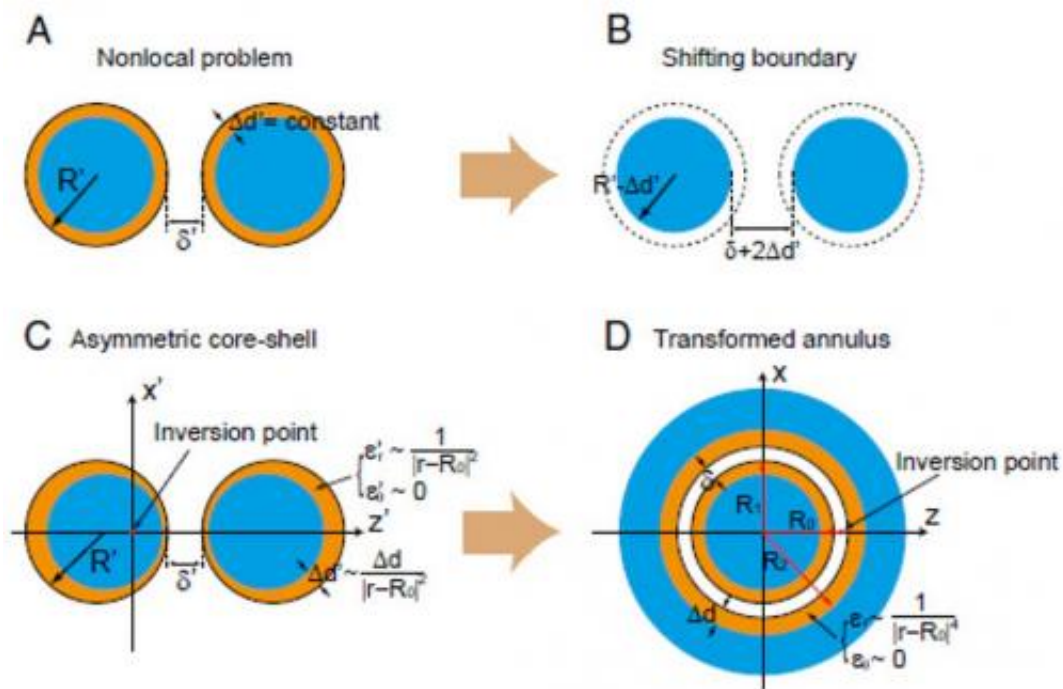 A
Nonlocal problem
Δd'= constant
R'
δ'
B
Shifting boundary
R'-Δd'
δ+2Δd'
C Asymmetric core-shell
x'
Inversion point
ε'r ~ 1/|r−R₀|²
ε'θ ~ 0
z'
R'
δ'
Δd' ~ Δd/|r−R₀|²
D Transformed annulus
x
Inversion point
δ
R₁
R₀
z
R₂
Δd
εr ~ 1/|r−R₀|⁴
εθ ~ 0